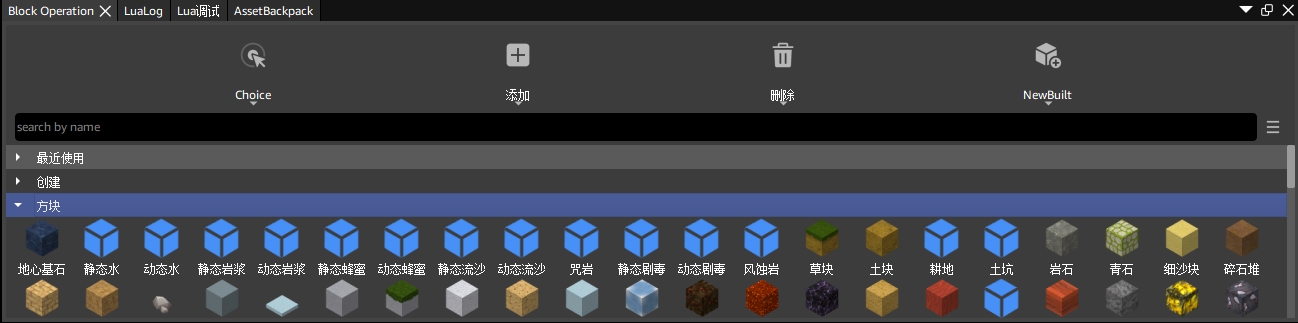 Block Operation LuaLog Lua调试 AssetBackpack
Choice 添加 删除 NewBuilt
search by name
最近使用
创建
方块
地心基石 静态水 动态水 静态岩浆 动态岩浆 静态蜂蜜 动态蜂蜜 静态流沙 动态流沙 咒岩 静态剧毒 动态剧毒 风蚀岩 草块 土块 耕地 土坑 岩石 青石 细沙块 碎石堆